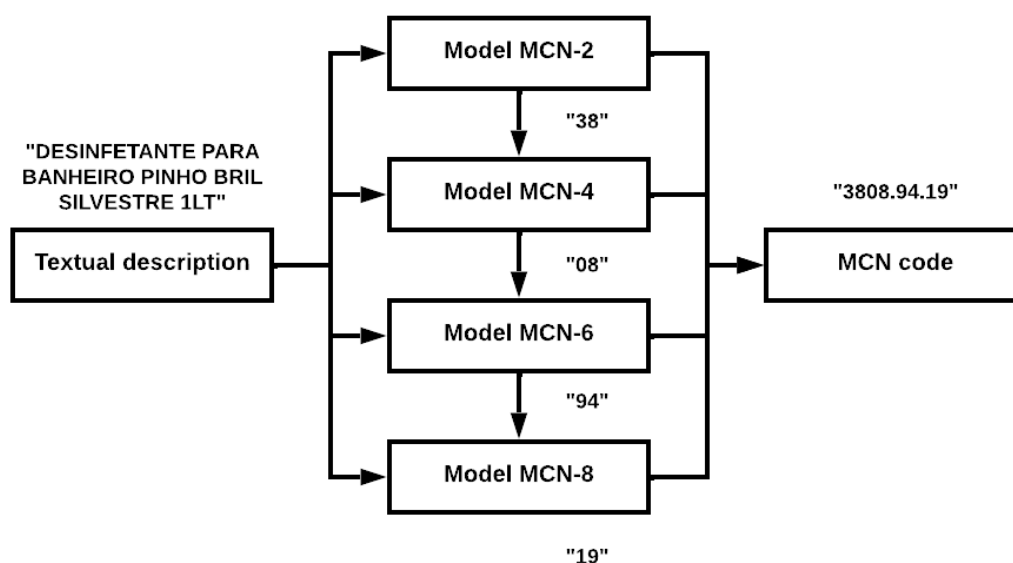 Model MCN-2
"38"
"DESINFETANTE PARA
BANHEIRO PINHO BRIL
SILVESTRE 1LT"
Model MCN-4
"3808.94.19"
Textual description
"08"
MCN code
Model MCN-6
"94"
Model MCN-8
"19"